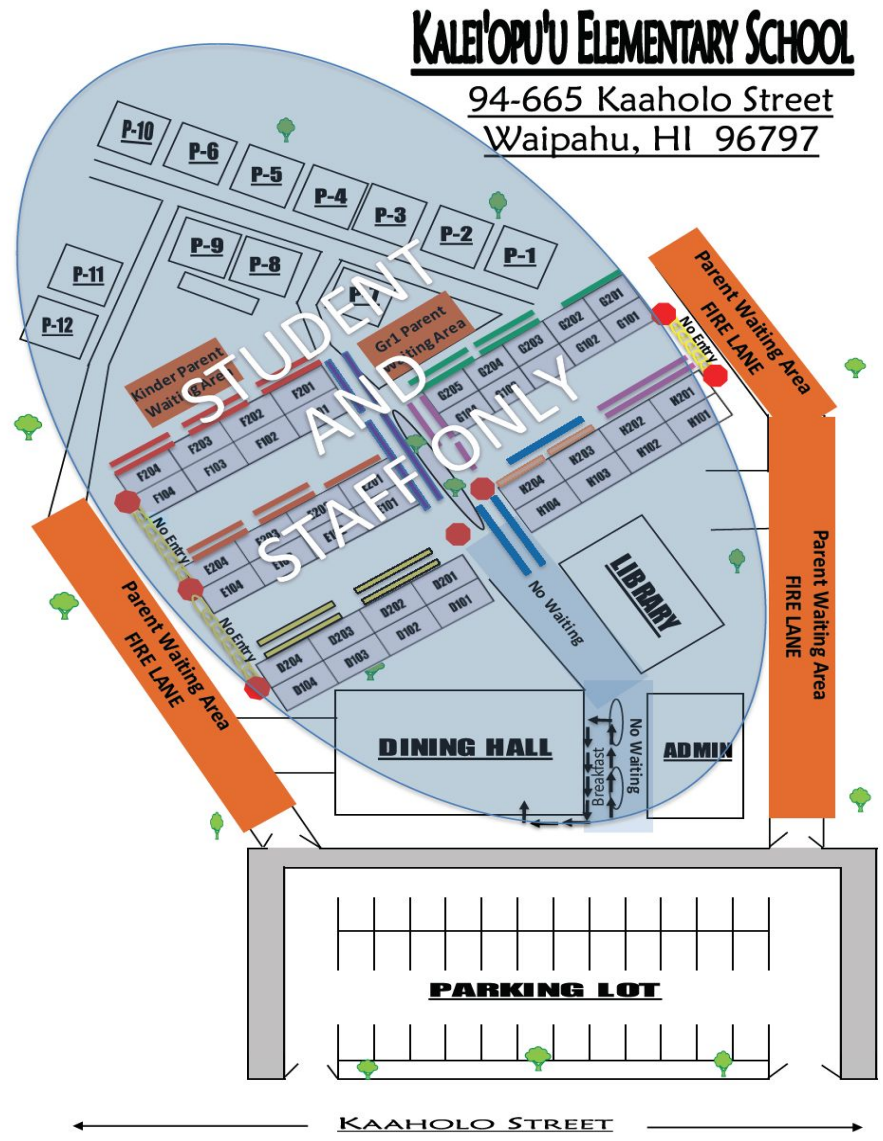 KALEI'OPU'U ELEMENTARY SCHOOL
94-665 Kaaholo Street
Waipahu, HI 96797
P-10
P-6
P-5
P-4
P-3
P-2
P-1
P-9
P-8
P-11
P-12
STUDENT
AND
STAFF ONLY
Kinder Parent
Waiting Area
Gr1 Parent
Waiting Area
Parent Waiting Area
FIRE LANE
No Entry
G205
G204
G203
G202
G201
G102
G101
F204
F203
F202
F201
F104
F103
F102
H204
H203
H202
H201
H104
H103
H102
H101
E204
E203
E201
E104
E101
No Entry
No Entry
D204
D203
D202
D201
D104
D103
D102
D101
Parent Waiting Area
FIRE LANE
Parent Waiting Area
FIRE LANE
LIBRARY
No Waiting
DINING HALL
Breakfast
No Waiting
ADMIN
PARKING LOT
KAAHOLO STREET